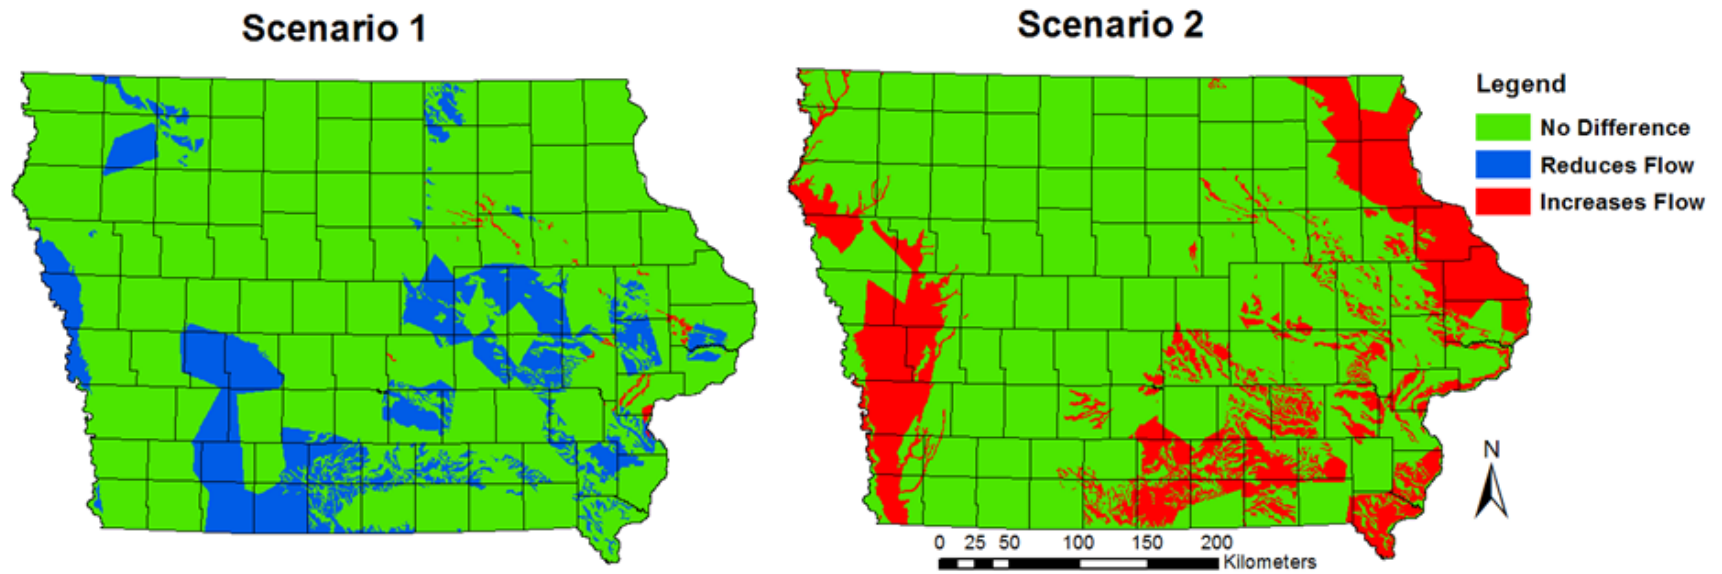 Scenario 1
Scenario 2
Legend
No Difference
Reduces Flow
Increases Flow
N
0 25 50 100 150 200
Kilometers